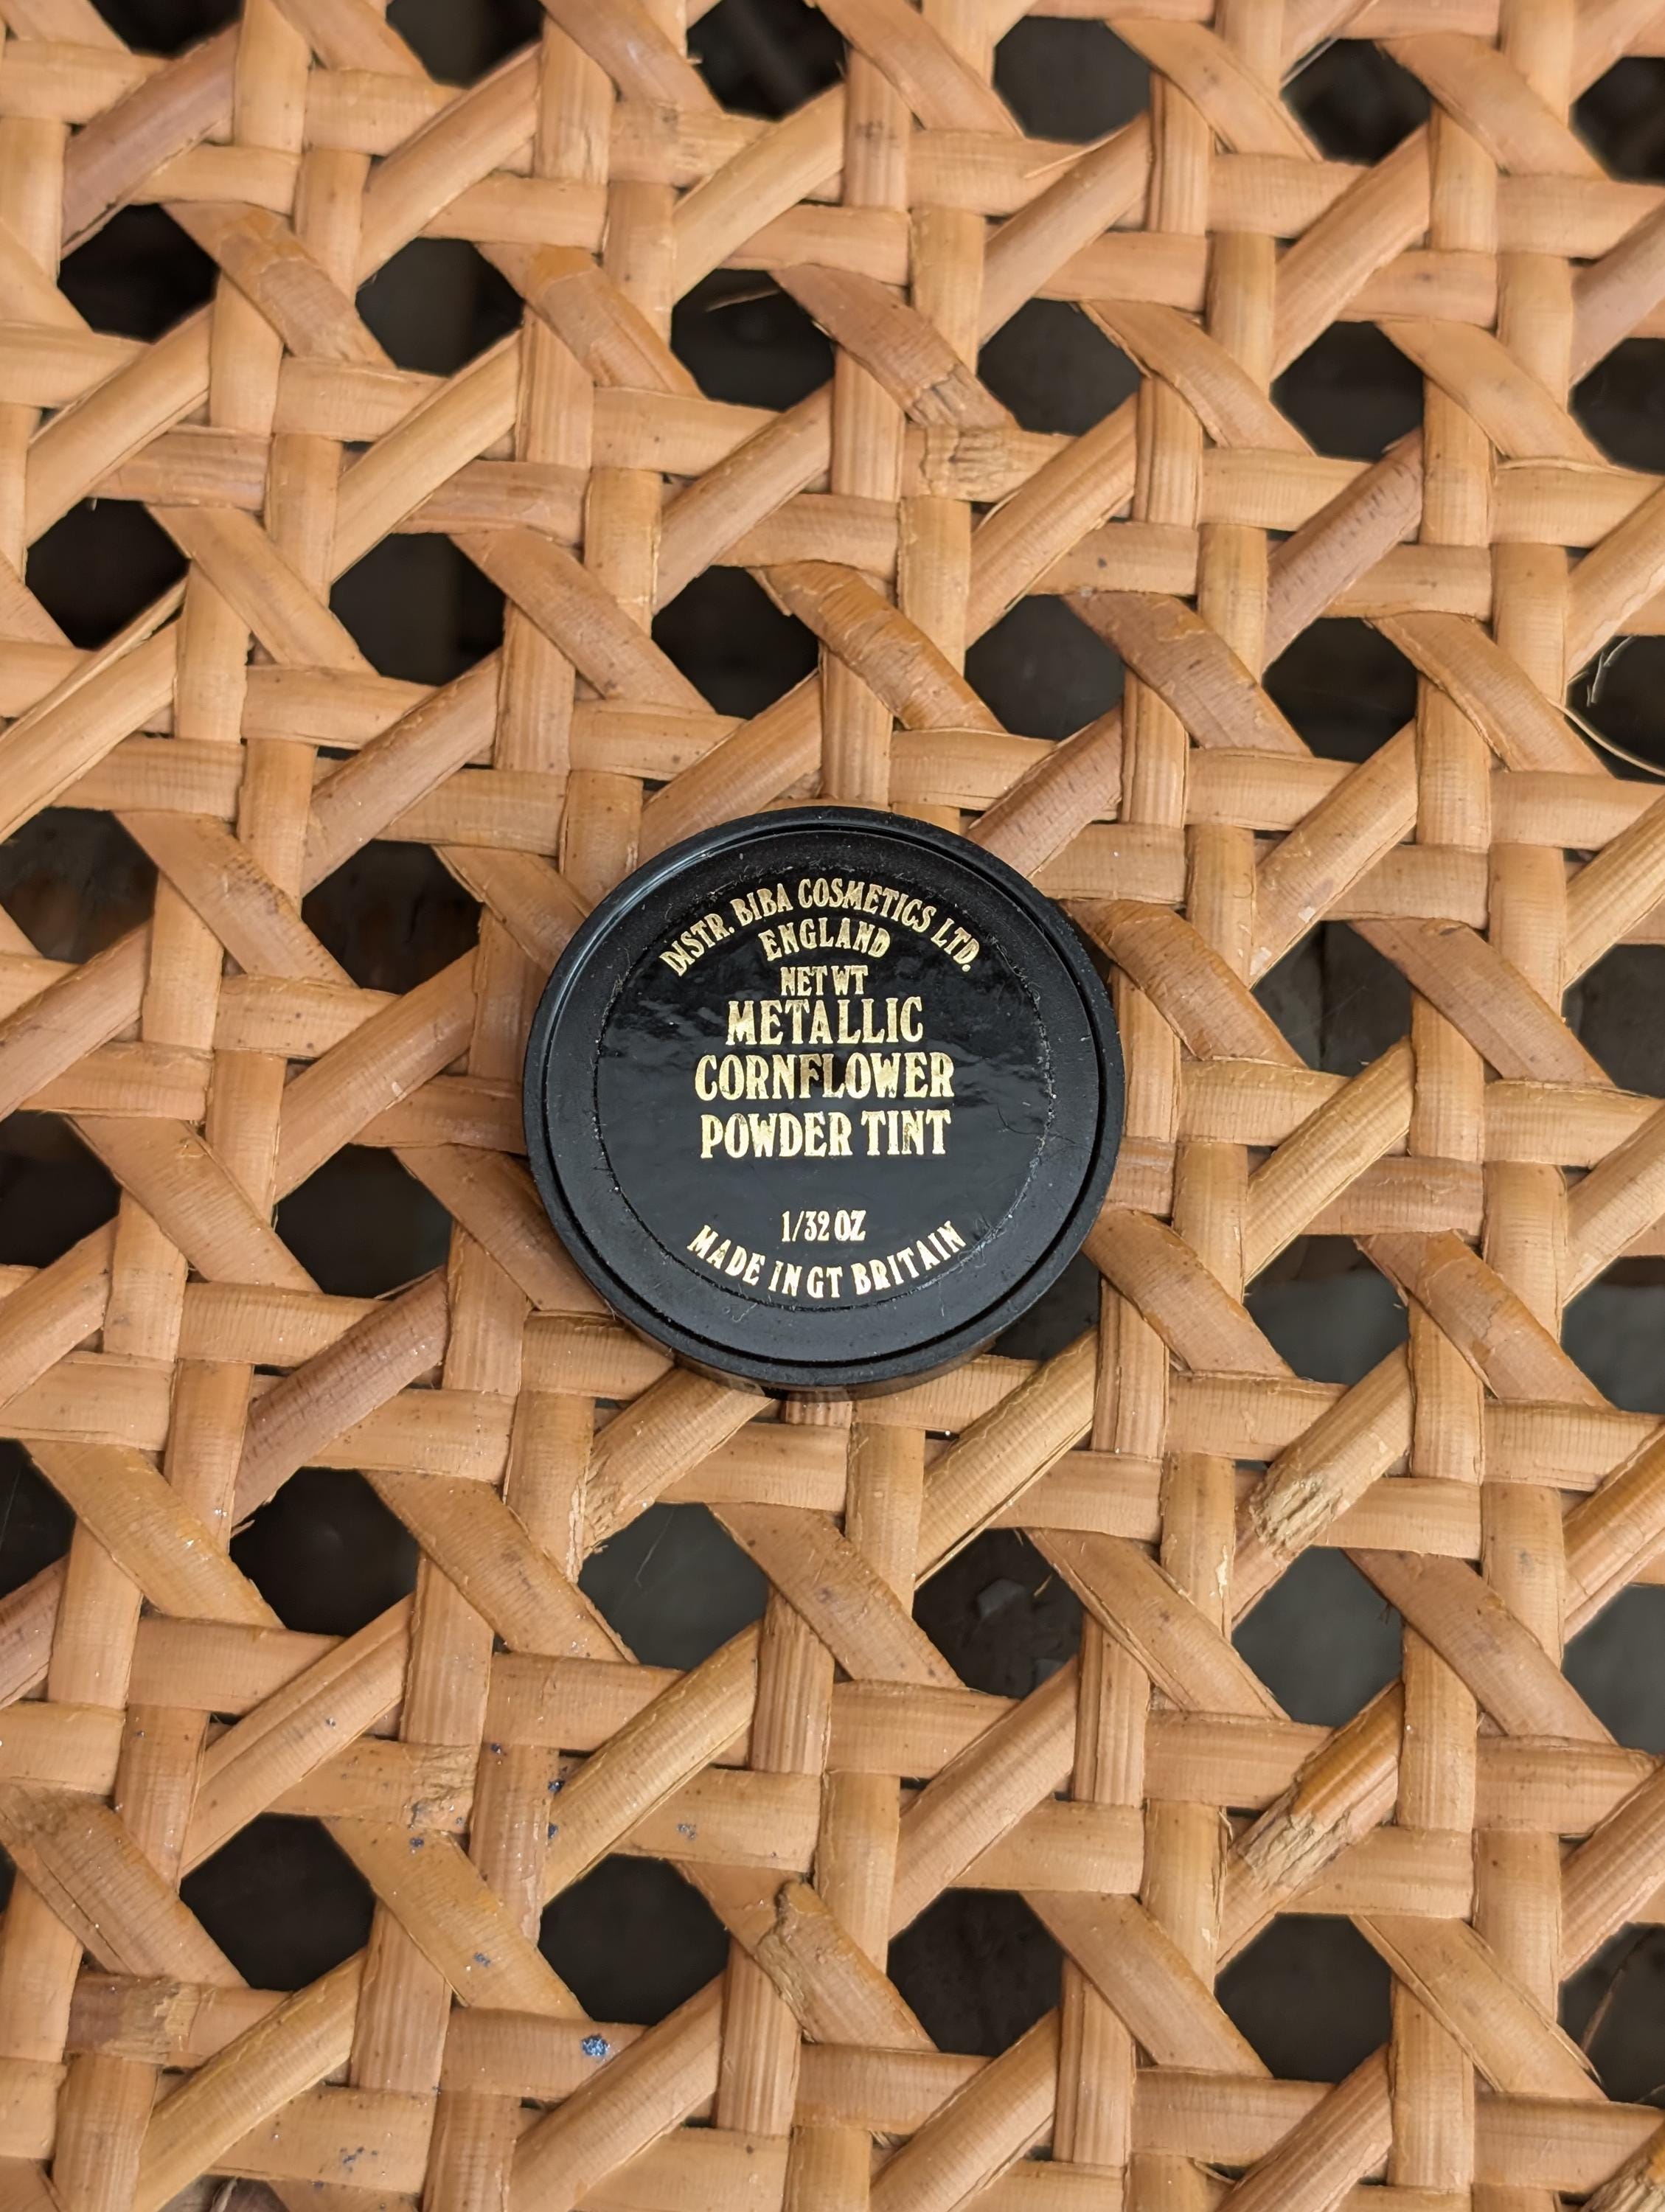 DISTR. BIBA COSMETICS LTD.
ENGLAND
NET WT
METALLIC
CORNFLOWER
POWDER TINT
1/32 OZ
MADE IN GT BRITAIN